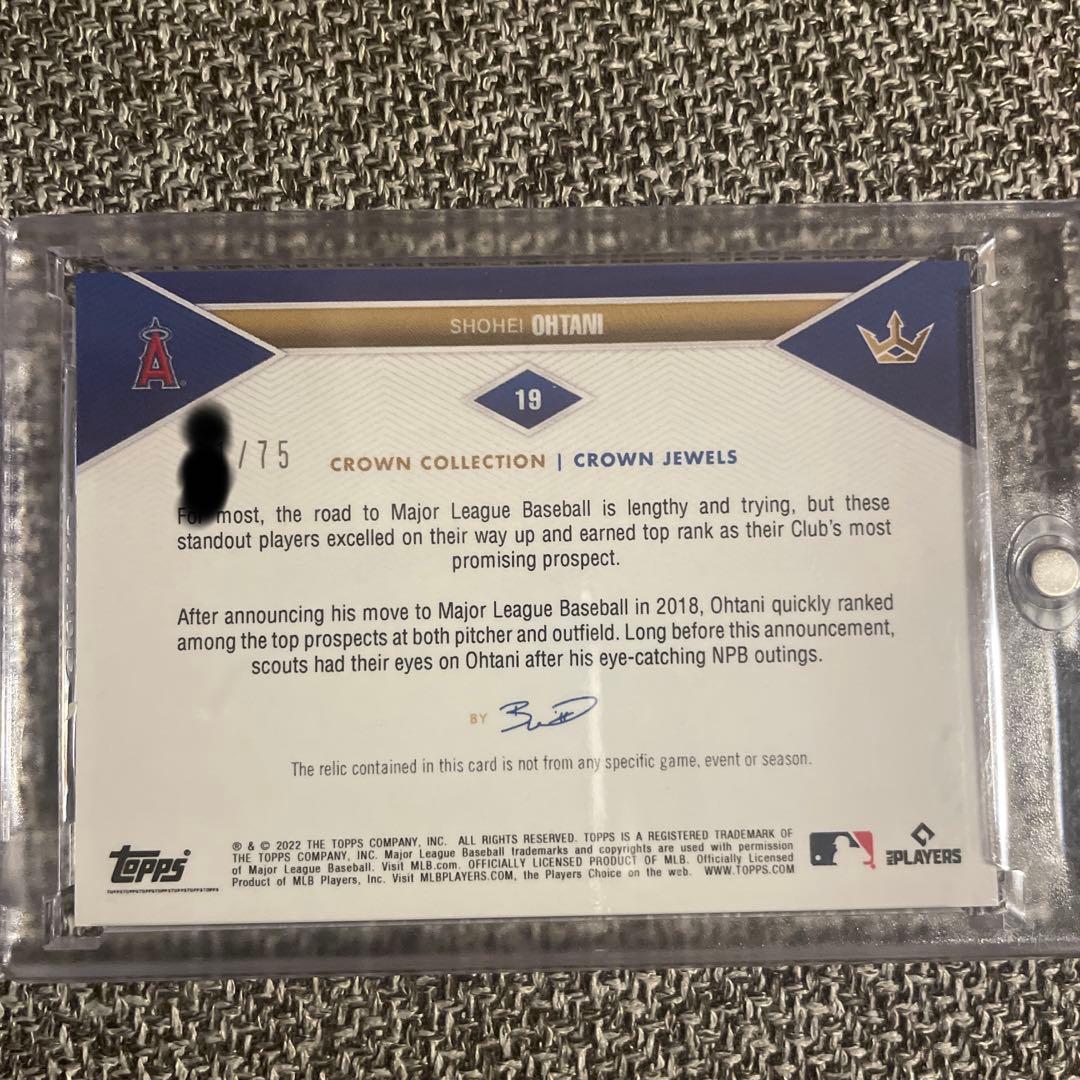 A
SHOHEI OHTANI
19
/75
CROWN COLLECTION | CROWN JEWELS
For most, the road to Major League Baseball is lengthy and trying, but these
standout players excelled on their way up and earned top rank as their Club's most
promising prospect.
After announcing his move to Major League Baseball in 2018, Ohtani quickly ranked
among the top prospects at both pitcher and outfield. Long before this announcement,
scouts had their eyes on Ohtani after his eye-catching NPB outings.
BY
The relic contained in this card is not from any specific game, event or season.
topps
® & © 2022 THE TOPPS COMPANY, INC. ALL RIGHTS RESERVED. TOPPS IS A REGISTERED TRADEMARK OF
THE TOPPS COMPANY, INC. Major League Baseball trademarks and copyrights are used with permission
of Major League Baseball. Visit MLB.com. OFFICIALLY LICENSED PRODUCT OF MLB. Officially Licensed
Product of MLB Players, Inc. Visit MLBPLAYERS.COM, the Players Choice on the web. WWW.TOPPS.COM
MLB PLAYERS